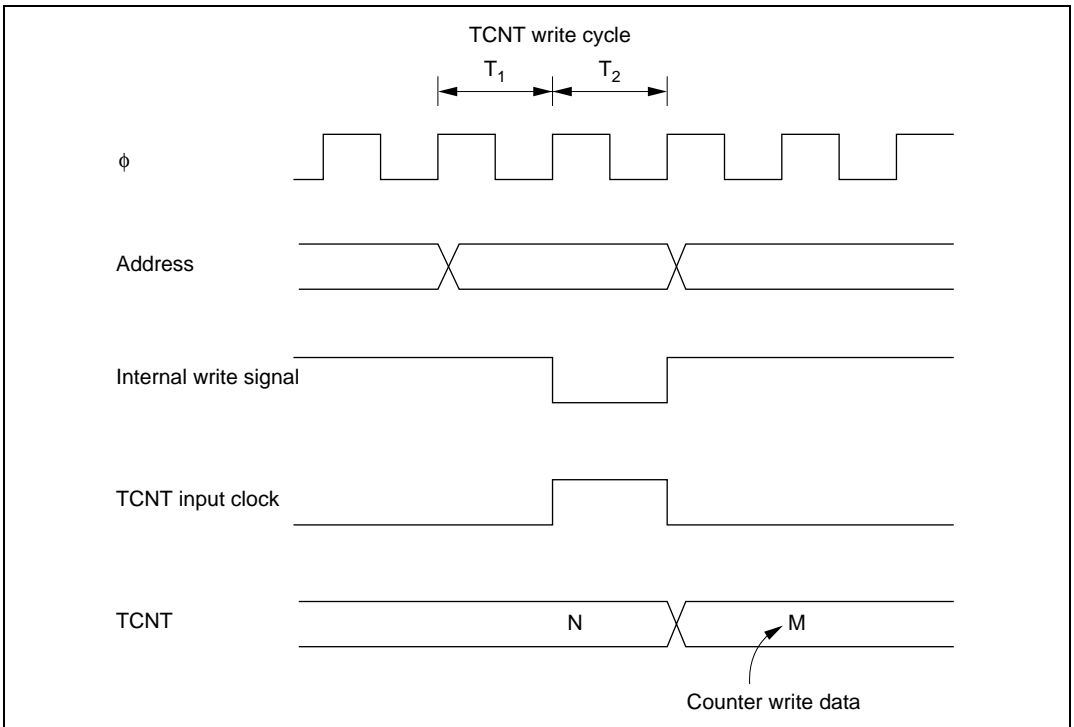 TCNT write cycle
T1 T2
ϕ
Address
Internal write signal
TCNT input clock
TCNT N M
Counter write data